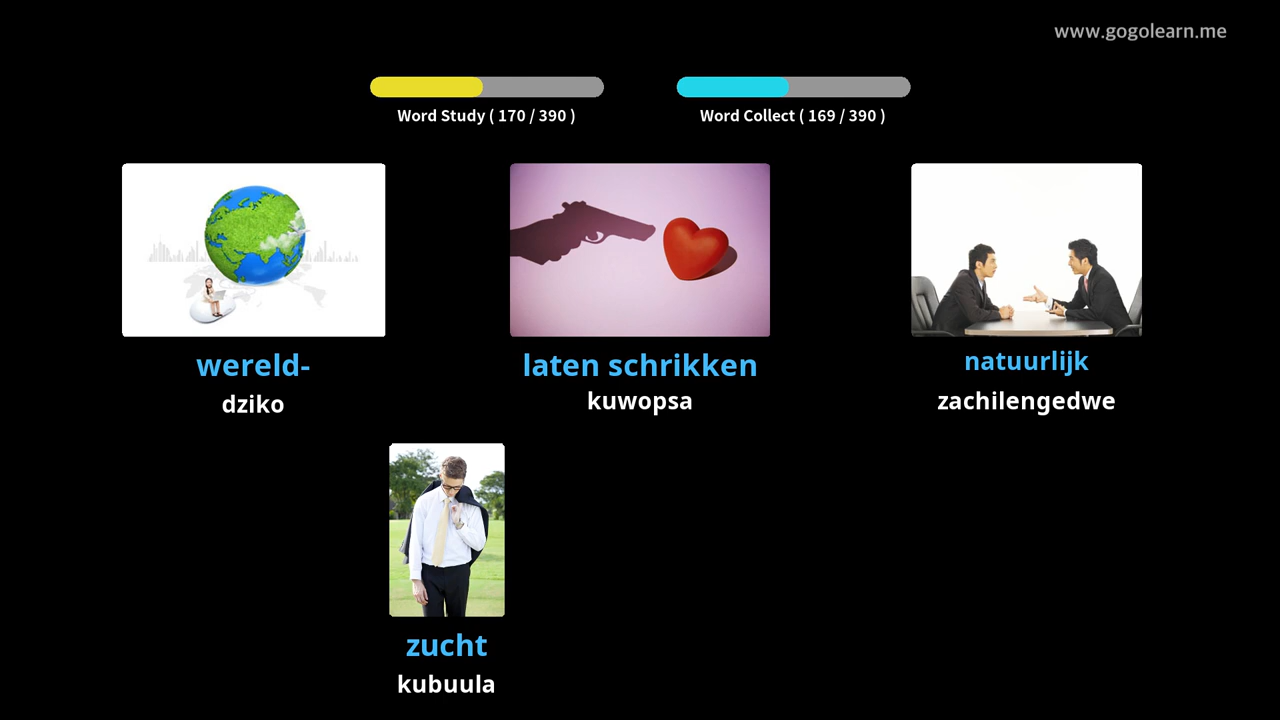 www.gogolearn.me
Word Study ( 170 / 390 )
Word Collect ( 169 / 390 )
wereld-
dziko
laten schrikken
kuwopsa
natuurlijk
zachilengedwe
zucht
kubuula